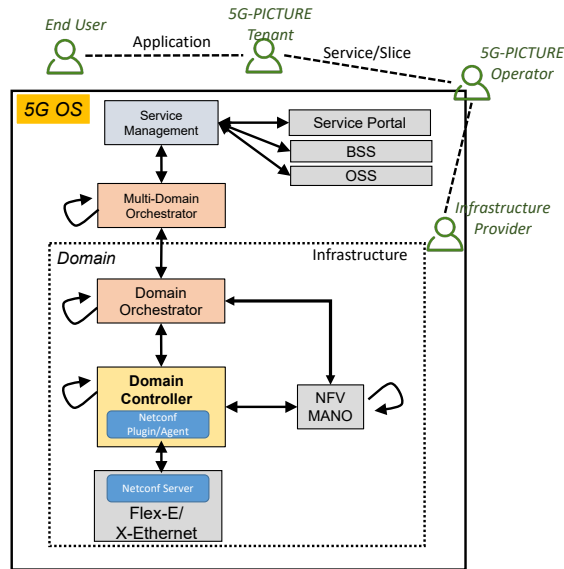 End User
Application
5G-PICTURE
Tenant
Service/Slice
5G-PICTURE
Operator
5G OS
Service
Management
Service Portal
BSS
OSS
Multi-Domain
Orchestrator
Infrastructure
Provider
Domain
Infrastructure
Domain
Orchestrator
Domain
Controller
Netconf
Plugin/Agent
NFV
MANO
Netconf Server
Flex-E/
X-Ethernet